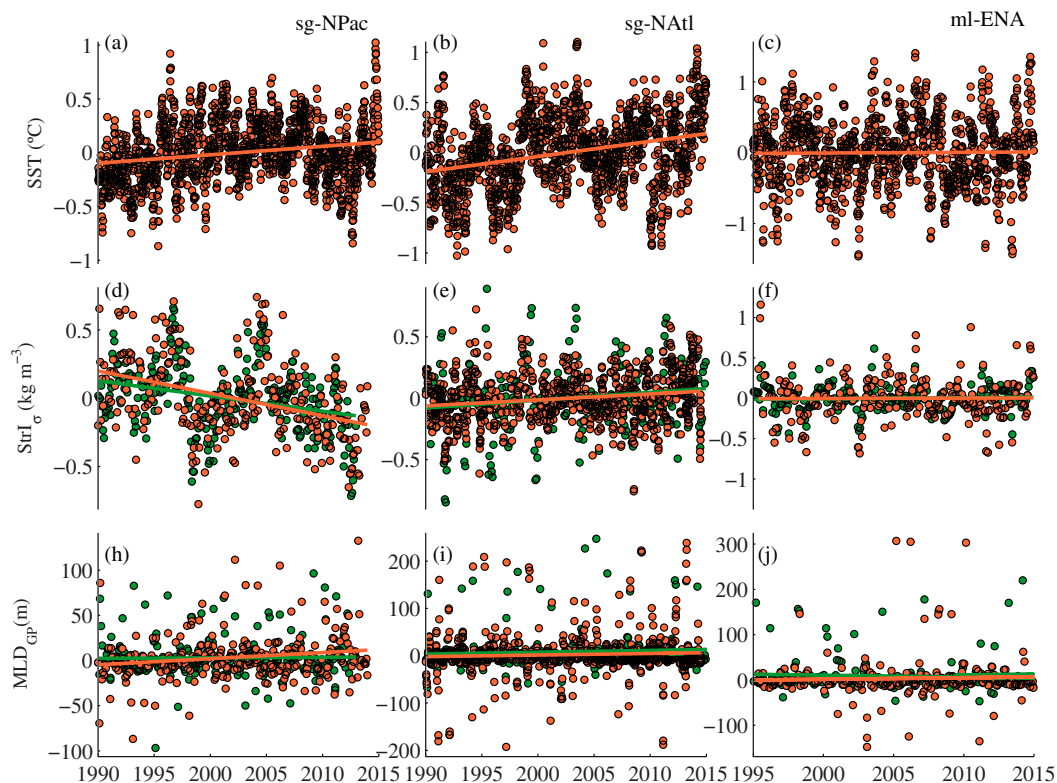 sg-NPac sg-NAtl ml-ENA
(a) (b) (c)
SST (ºC)
1 0.5 0 −0.5 −1
1 0.5 0 −0.5 −1
1 0 −1
(d) (e) (f)
StrI_σ (kg m⁻³)
0.5 0 −0.5
0.5 0 −0.5
1 0.5 0 −0.5 −1
(h) (i) (j)
MLD_GP (m)
100 50 0 −50 −100
200 100 0 −100 −200
300 200 100 0 −100
1990 1995 2000 2005 2010 2015
1990 1995 2000 2005 2010 2015
1995 2000 2005 2010 2015